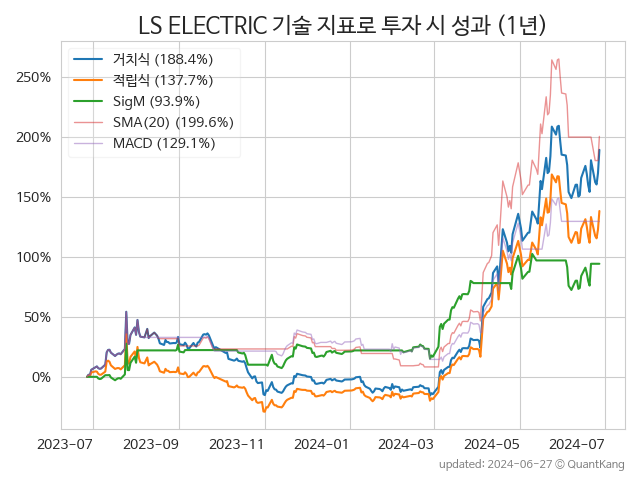 LS ELECTRIC 기술 지표로 투자 시 성과 (1년)
거치식 (188.4%)
적립식 (137.7%)
SigM (93.9%)
SMA(20) (199.6%)
MACD (129.1%)
250%
200%
150%
100%
50%
0%
2023-07 2023-09 2023-11 2024-01 2024-03 2024-05 2024-07
updated: 2024-06-27 © QuantKang